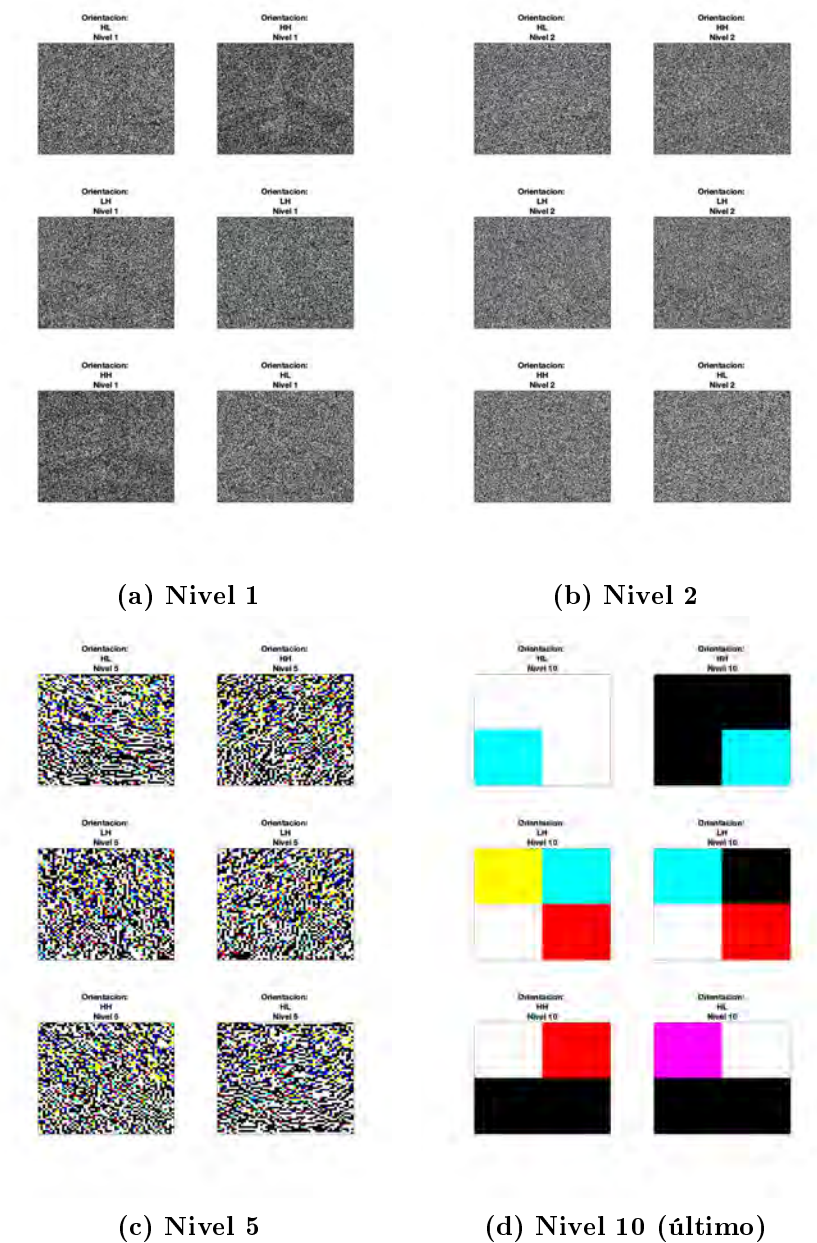 Orientacion:
HL
Nivel 1
Orientacion:
HH
Nivel 1
Orientacion:
LH
Nivel 1
Orientacion:
LH
Nivel 1
Orientacion:
HH
Nivel 1
Orientacion:
HL
Nivel 1
(a) Nivel 1
Orientacion:
HL
Nivel 2
Orientacion:
HH
Nivel 2
Orientacion:
LH
Nivel 2
Orientacion:
LH
Nivel 2
Orientacion:
HH
Nivel 2
Orientacion:
HL
Nivel 2
(b) Nivel 2
Orientacion:
HL
Nivel 5
Orientacion:
HH
Nivel 5
Orientacion:
LH
Nivel 5
Orientacion:
LH
Nivel 5
Orientacion:
HH
Nivel 5
Orientacion:
HL
Nivel 5
(c) Nivel 5
Orientacion:
HL
Nivel 10
Orientacion:
HH
Nivel 10
Orientacion:
LH
Nivel 10
Orientacion:
LH
Nivel 10
Orientacion:
HH
Nivel 10
Orientacion:
HL
Nivel 10
(d) Nivel 10 (último)